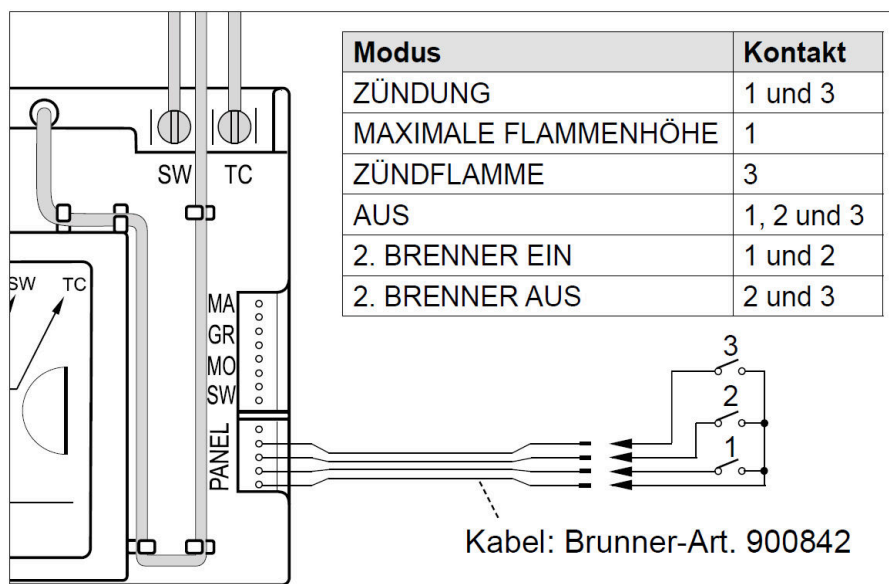 Modus Kontakt
ZÜNDUNG 1 und 3
MAXIMALE FLAMMENHÖHE 1
ZÜNDFLAMME 3
AUS 1, 2 und 3
2. BRENNER EIN 1 und 2
2. BRENNER AUS 2 und 3
SW TC
SW TC
MA
GR
MO
SW
PANEL
3
2
1
Kabel: Brunner-Art. 900842